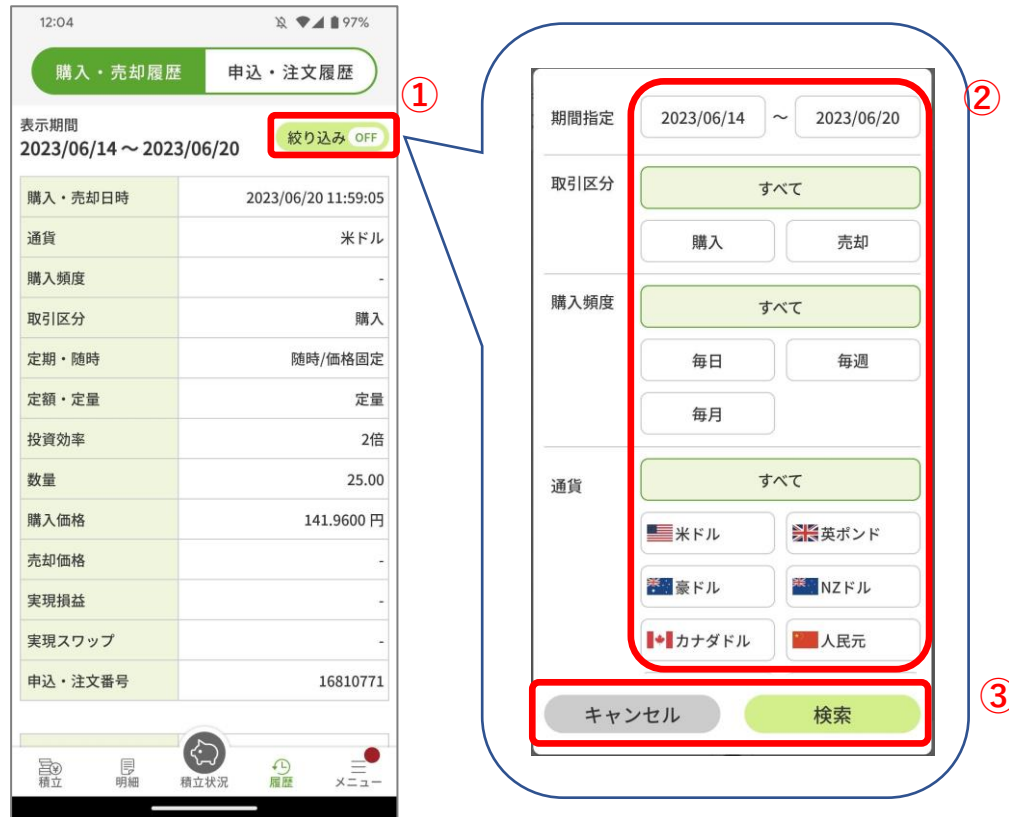 12:04 97%
購入・売却履歴 申込・注文履歴
①
表示期間
2023/06/14 ～ 2023/06/20
絞り込み OFF
購入・売却日時 2023/06/20 11:59:05
通貨 米ドル
購入頻度 -
取引区分 購入
定期・随時 随時/価格固定
定額・定量 定量
投資効率 2倍
数量 25.00
購入価格 141.9600 円
売却価格 -
実現損益 -
実現スワップ -
申込・注文番号 16810771
積立 明細 積立状況 履歴 メニュー
②
期間指定 2023/06/14 ～ 2023/06/20
取引区分 すべて
購入 売却
購入頻度 すべて
毎日 毎週
毎月
通貨 すべて
米ドル 英ポンド
豪ドル NZドル
カナダドル 人民元
③
キャンセル 検索